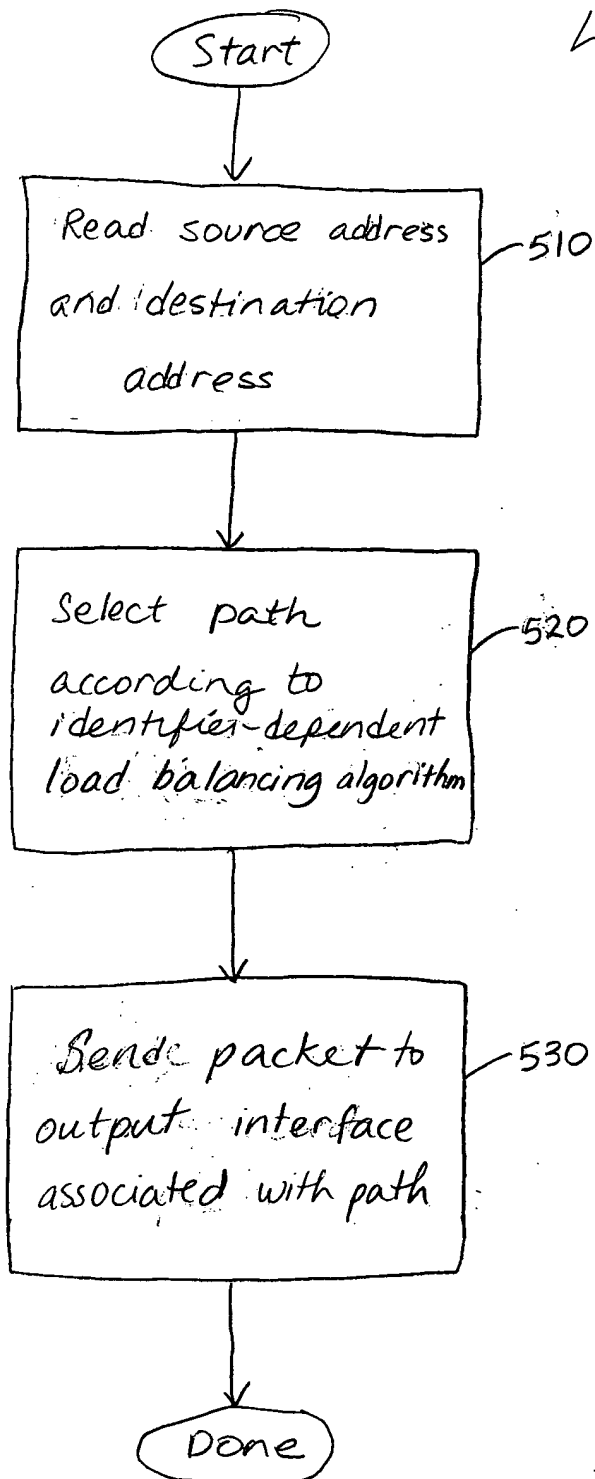 Start
Read source address
and destination
address
510
Select path
according to
identifier-dependent
load balancing algorithm
520
Send packet to
output interface
associated with path
530
Done